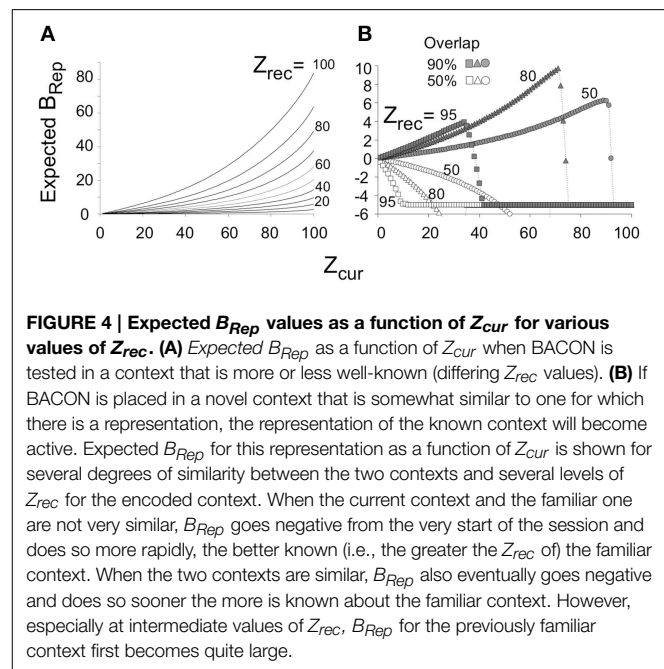 A
B
Expected B_Rep
80
60
40
20
0
Z_rec= 100
80
60
40
20
0 20 40 60 80 100
Overlap
90%
50%
10
8
6
4
2
0
-2
-4
-6
Z_rec= 95
80
50
50
80
95
0 20 40 60 80 100
Z_cur
FIGURE 4 | Expected B_Rep values as a function of Z_cur for various
values of Z_rec. (A) Expected B_Rep as a function of Z_cur when BACON is
tested in a context that is more or less well-known (differing Z_rec values). (B) If
BACON is placed in a novel context that is somewhat similar to one for which
there is a representation, the representation of the known context will become
active. Expected B_Rep for this representation as a function of Z_cur is shown for
several degrees of similarity between the two contexts and several levels of
Z_rec for the encoded context. When the current context and the familiar one
are not very similar, B_Rep goes negative from the very start of the session and
does so more rapidly, the better known (i.e., the greater the Z_rec of) the familiar
context. When the two contexts are similar, B_Rep also eventually goes negative
and does so sooner the more is known about the familiar context. However,
especially at intermediate values of Z_rec, B_Rep for the previously familiar
context first becomes quite large.